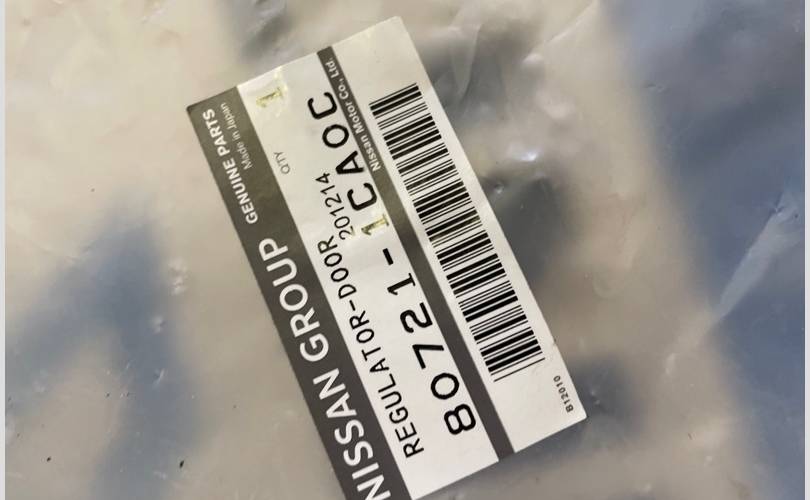 NISSAN GROUP GENUINE PARTS
Made in Japan
QTY 1
REGULATOR-DOOR 201214
80721-1CA0C
Nissan Motor Co., Ltd.
B12010